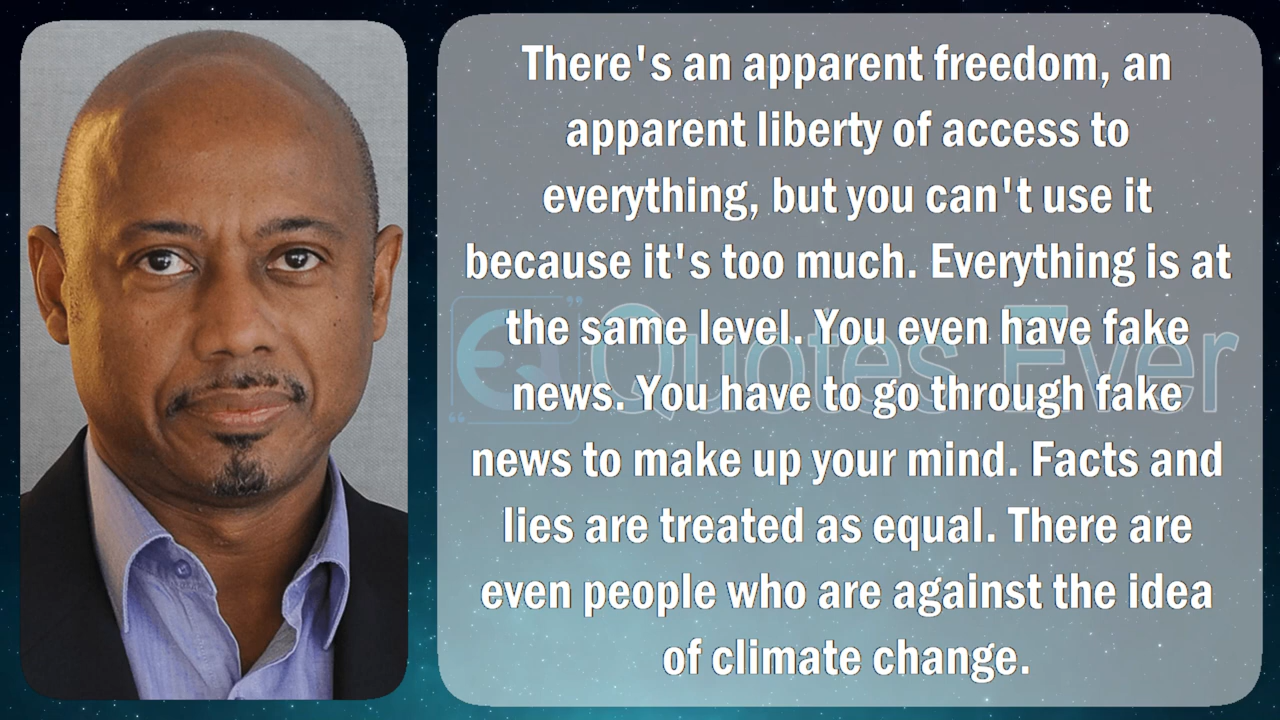 There's an apparent freedom, an
apparent liberty of access to
everything, but you can't use it
because it's too much. Everything is at
the same level. You even have fake
news. You have to go through fake
news to make up your mind. Facts and
lies are treated as equal. There are
even people who are against the idea
of climate change.
EQ Quotes Ever